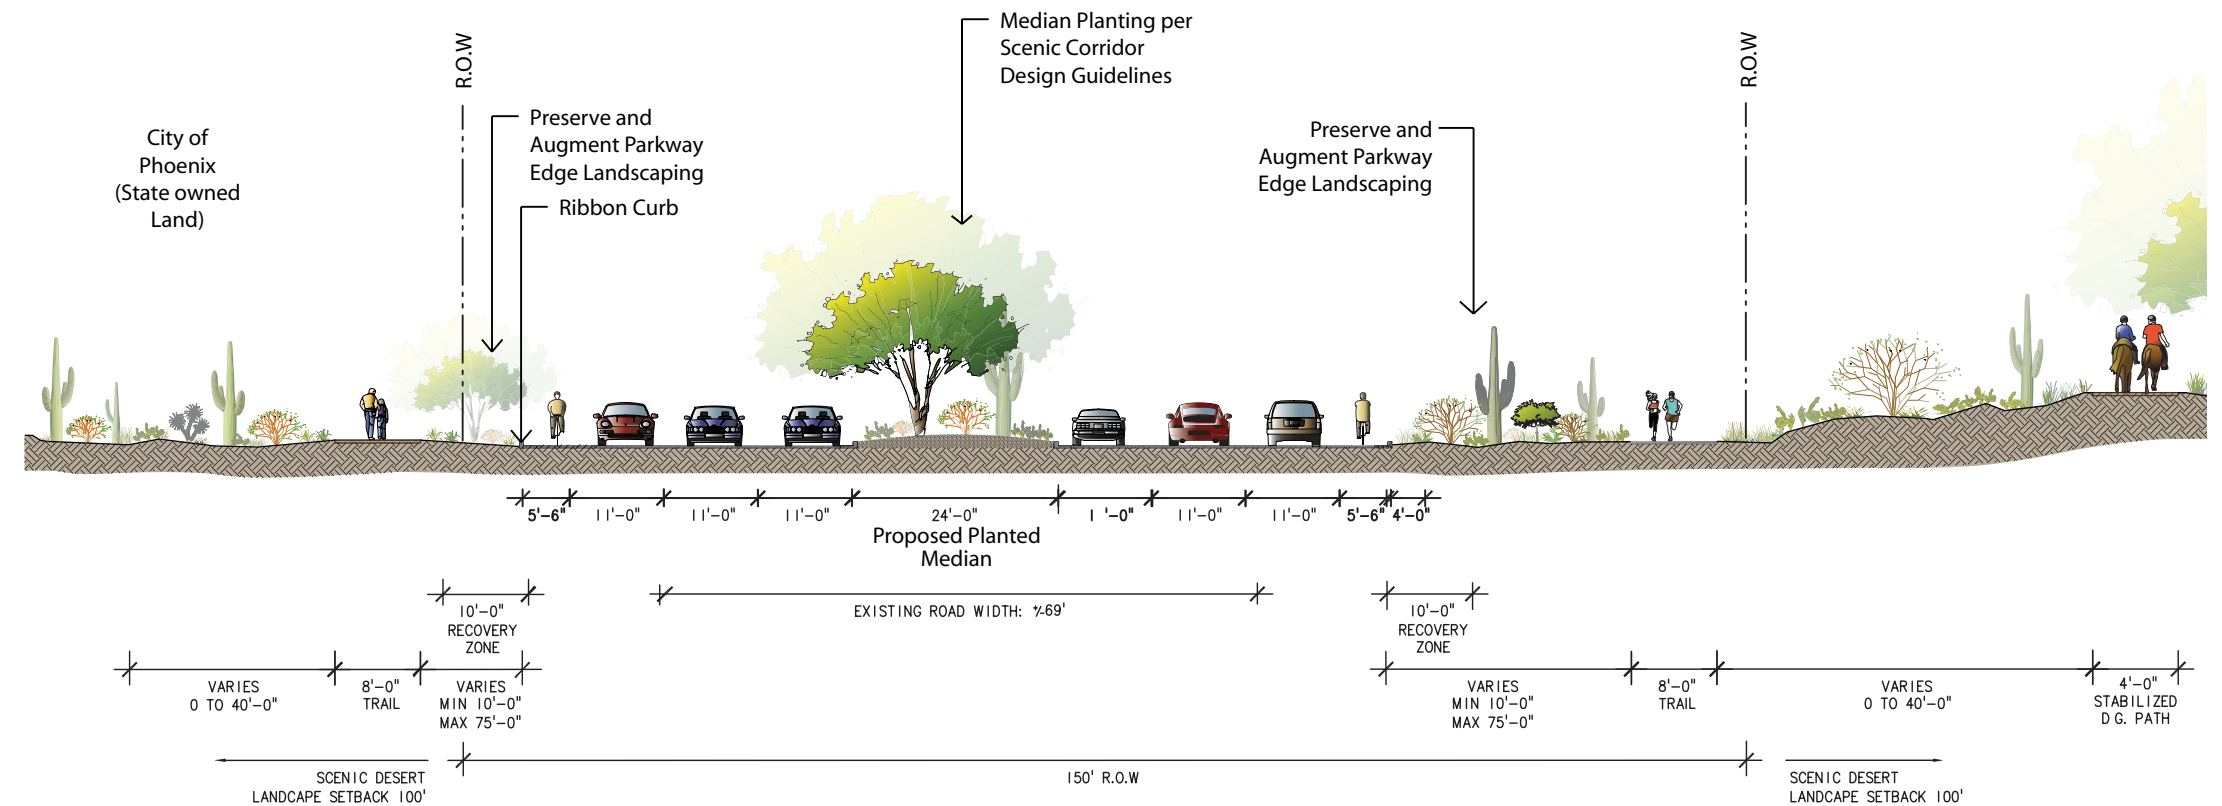 Median Planting per
Scenic Corridor
Design Guidelines
R.O.W
R.O.W
Preserve and
Augment Parkway
Edge Landscaping
Preserve and
Augment Parkway
Edge Landscaping
City of
Phoenix
(State owned
Land)
Ribbon Curb
5'-6" 11'-0" 11'-0" 11'-0" 24'-0" 1 '-0" 11'-0" 11'-0" 5'-6" 4'-0"
Proposed Planted
Median
10'-0"
RECOVERY
ZONE
EXISTING ROAD WIDTH: +/-69'
10'-0"
RECOVERY
ZONE
VARIES
0 TO 40'-0"
8'-0"
TRAIL
VARIES
MIN 10'-0"
MAX 75'-0"
VARIES
MIN 10'-0"
MAX 75'-0"
8'-0"
TRAIL
VARIES
0 TO 40'-0"
4'-0"
STABILIZED
D G. PATH
SCENIC DESERT
LANDCAPE SETBACK 100'
150' R.O.W
SCENIC DESERT
LANDCAPE SETBACK 100'